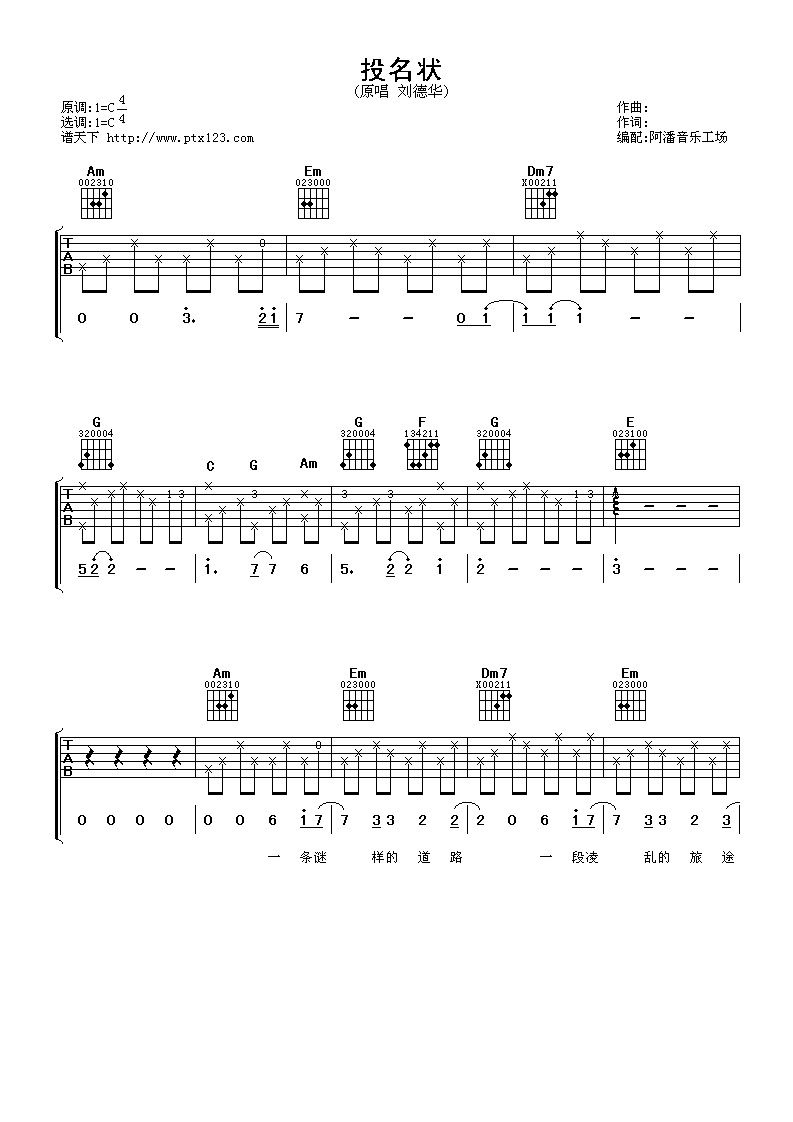 投名状
(原唱 刘德华)
原调:1=C 4
选调:1=C 4
谱天下 http://www.ptx123.com
作曲:
作词:
编配:阿潘音乐工场
Am Em Dm7
002310 023000 X00211
T A B 0
0 0 3. 2 1 7 - - 0 1 1 1 1 - -
G G F G E
320004 320004 134211 320004 023100
C G Am
T A B 1 3 3 3 3 1 3 - - -
5 2 2 - - 1. 7 7 6 5. 2 2 1 2 - - - 3 - - -
Am Em Dm7 Em
002310 023000 X00211 023000
T A B 0
0 0 0 0 0 0 6 1 7 7 3 3 2 2 2 2 0 6 1 7 7 3 3 2 3
一 条谜 样的 道 路 一 段凌 乱的 旅 途